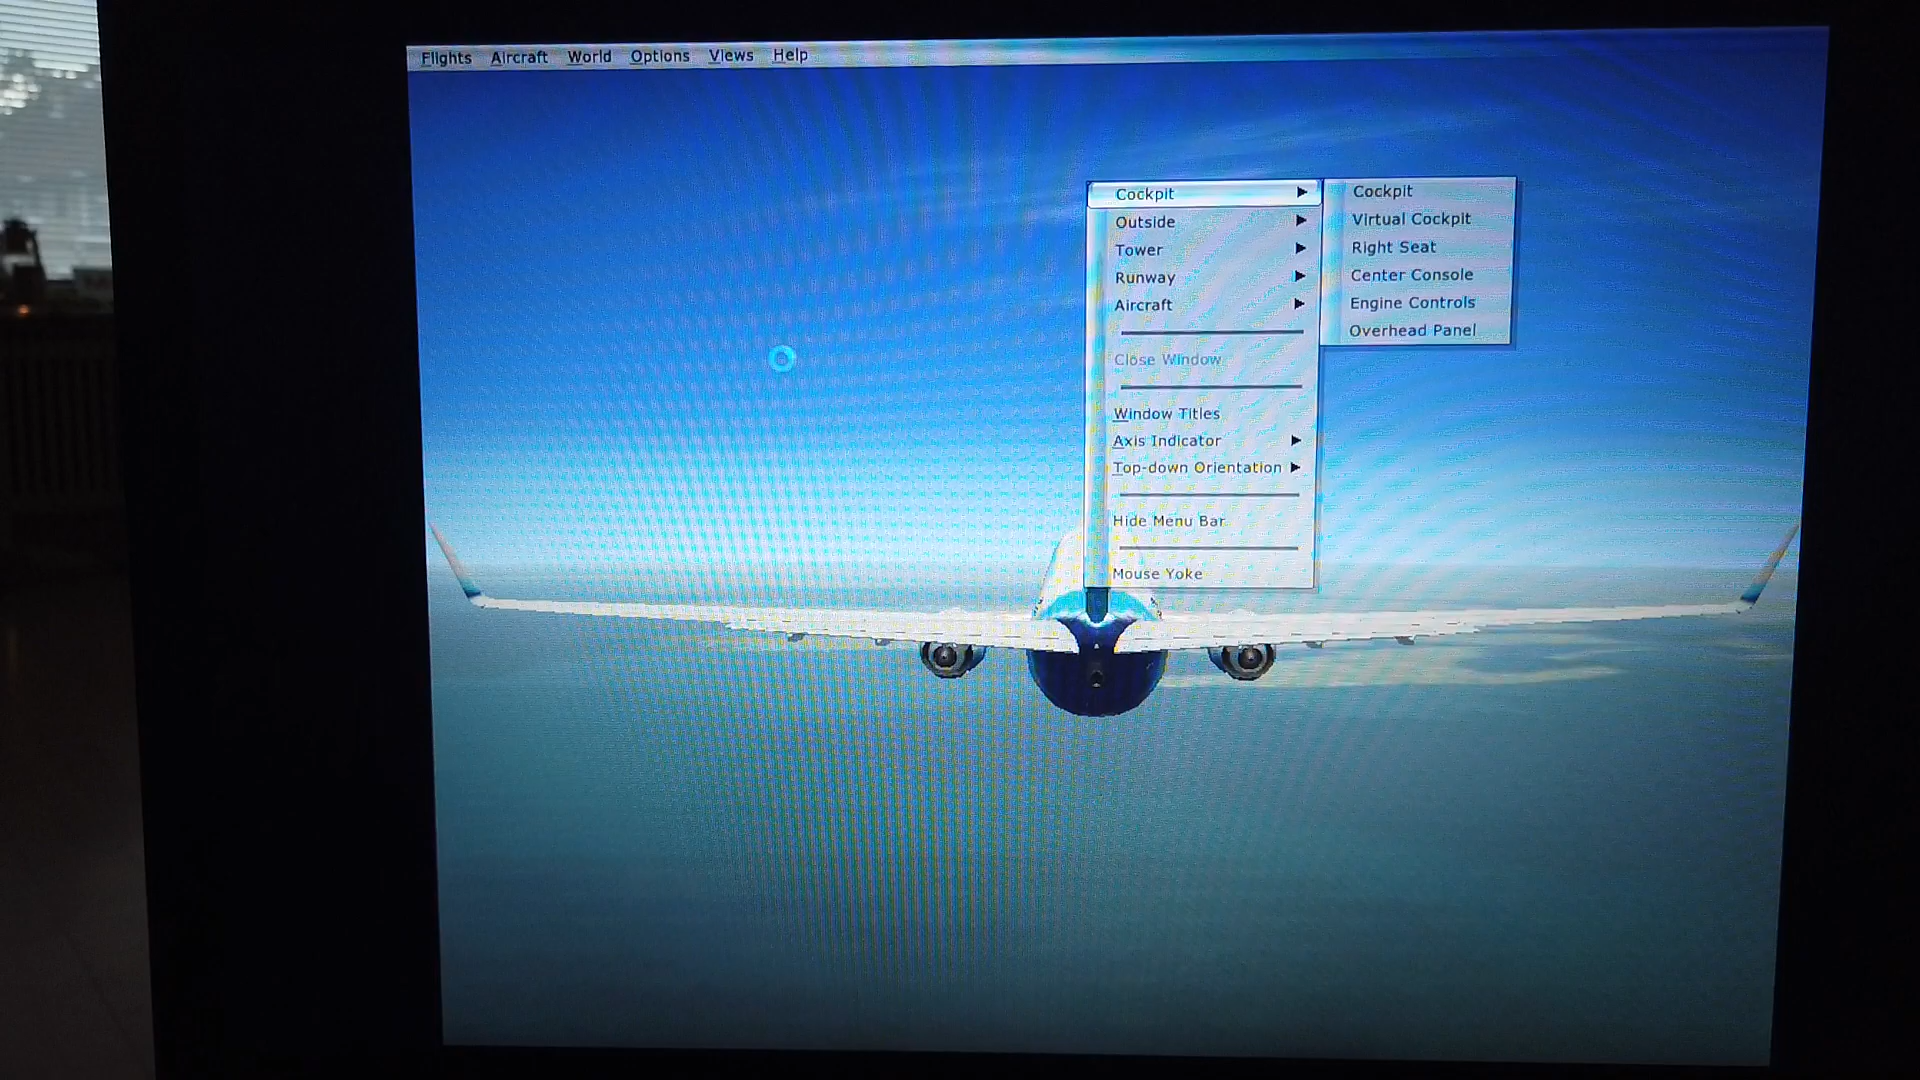 Flights Aircraft World Options Views Help
Cockpit
Outside
Tower
Runway
Aircraft
Close Window
Window Titles
Axis Indicator
Top-down Orientation
Hide Menu Bar
Mouse Yoke
Cockpit
Virtual Cockpit
Right Seat
Center Console
Engine Controls
Overhead Panel